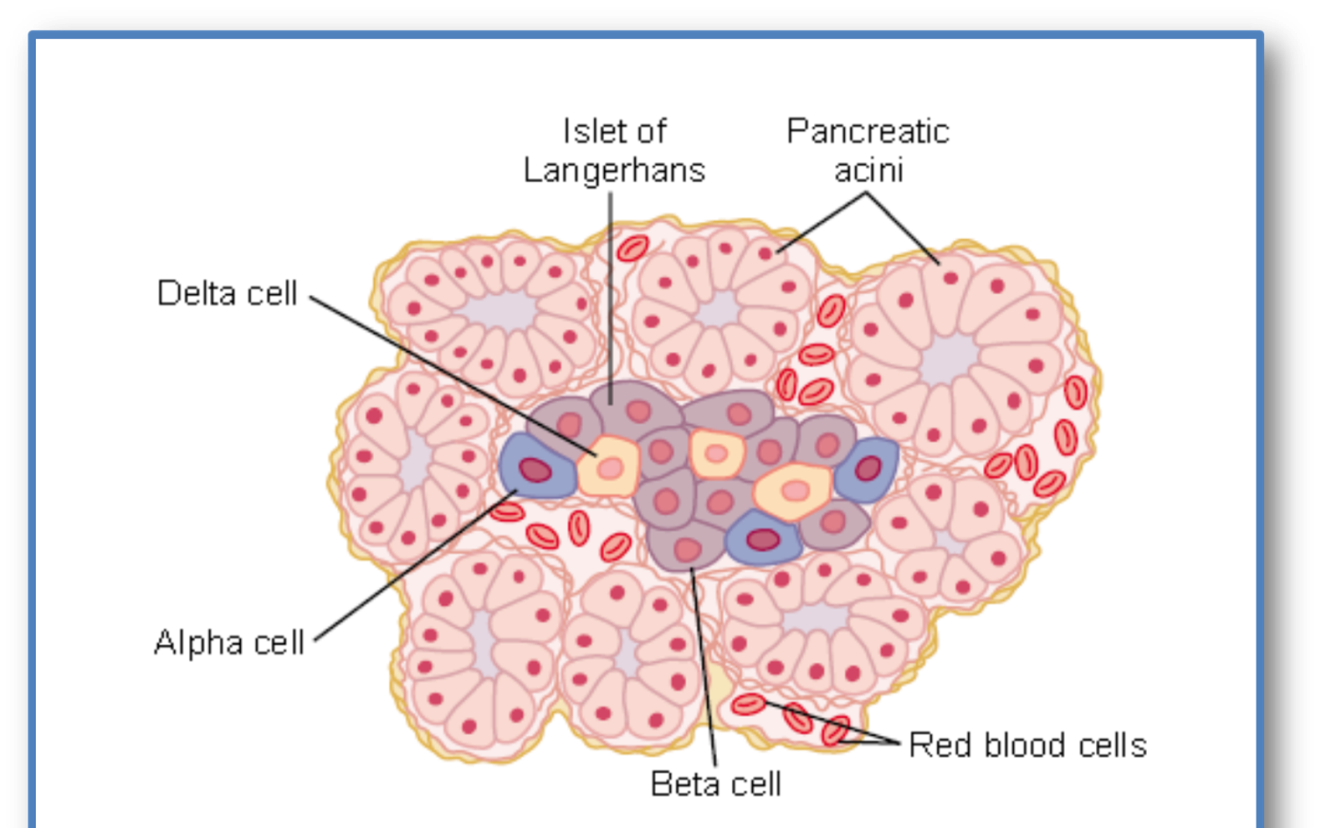 Islet of
Langerhans
Pancreatic
acini
Delta cell
Alpha cell
Red blood cells
Beta cell